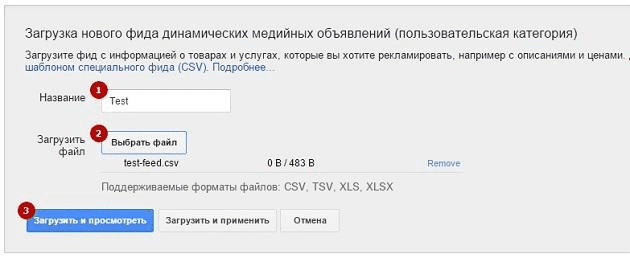 Загрузка нового фида динамических медийных объявлений (пользовательская категория)
Загрузите фид с информацией о товарах и услугах, которые вы хотите рекламировать, например с описаниями и ценами.
шаблоном специального фида (CSV). Подробнее...
1
Название Test
2
Загрузить файл Выбрать файл
test-feed.csv 0 B / 483 B Remove
Поддерживаемые форматы файлов: CSV, TSV, XLS, XLSX
3
Загрузить и просмотреть Загрузить и применить Отмена